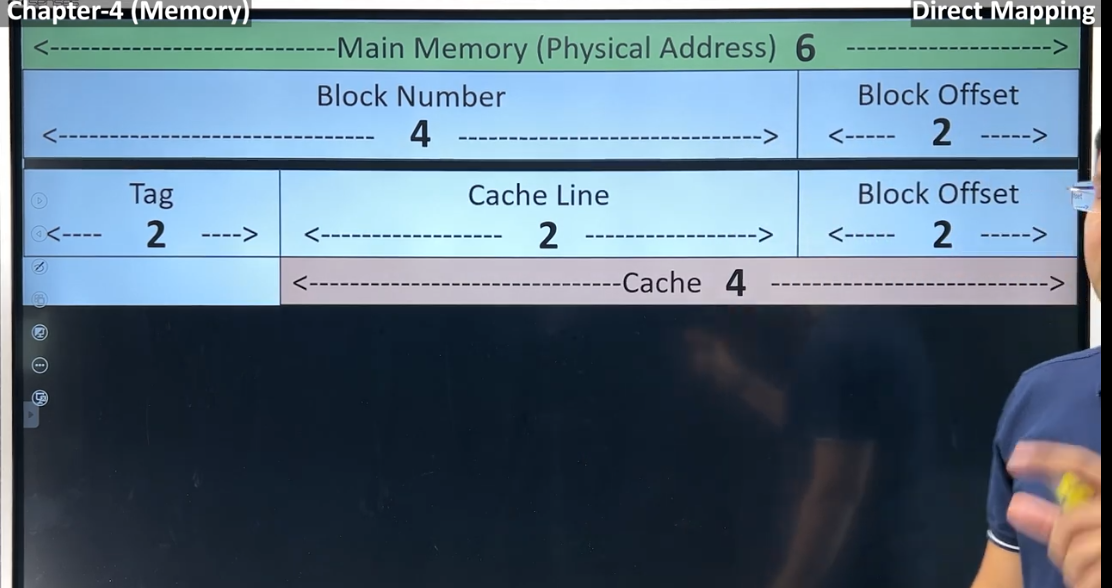 Chapter-4 (Memory)
Direct Mapping
<-----------------------------Main Memory (Physical Address) 6 --------------------->
Block Number
<-------------------------------- 4 ----------------------------->
Block Offset
<----- 2 ----->
Tag
<---- 2 ---->
Cache Line
<------------------- 2 ------------------>
Block Offset
<----- 2 ----->
<------------------------------Cache 4 --------------------------->